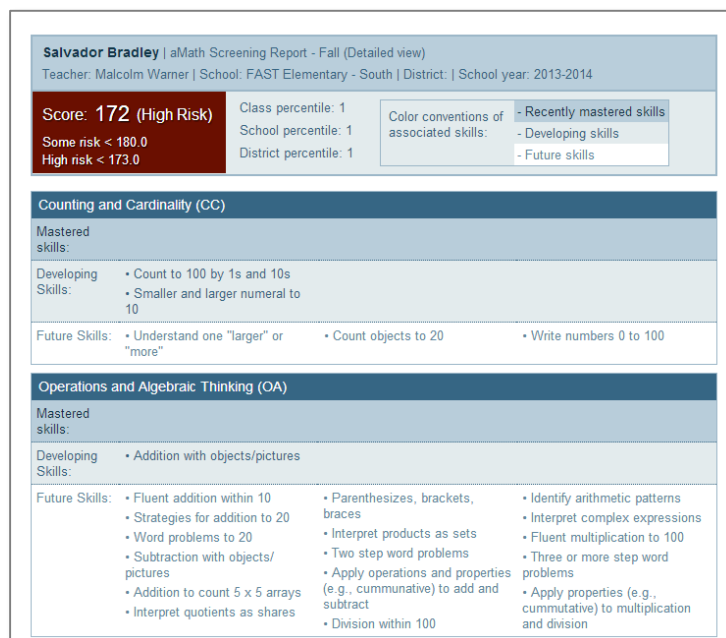 Salvador Bradley | aMath Screening Report - Fall (Detailed view)
Teacher: Malcolm Warner | School: FAST Elementary - South | District: | School year: 2013-2014
Score: 172 (High Risk)
Some risk < 180.0
High risk < 173.0
Class percentile: 1
School percentile: 1
District percentile: 1
Color conventions of
associated skills:
- Recently mastered skills
- Developing skills
- Future skills
Counting and Cardinality (CC)
Mastered
skills:
Developing
Skills:
• Count to 100 by 1s and 10s
• Smaller and larger numeral to
10
Future Skills:
• Understand one "larger" or
"more"
• Count objects to 20
• Write numbers 0 to 100
Operations and Algebraic Thinking (OA)
Mastered
skills:
Developing
Skills:
• Addition with objects/pictures
Future Skills:
• Fluent addition within 10
• Strategies for addition to 20
• Word problems to 20
• Subtraction with objects/
pictures
• Addition to count 5 x 5 arrays
• Interpret quotients as shares
• Parenthesizes, brackets,
braces
• Interpret products as sets
• Two step word problems
• Apply operations and properties
(e.g., cummunative) to add and
subtract
• Division within 100
• Identify arithmetic patterns
• Interpret complex expressions
• Fluent multiplication to 100
• Three or more step word
problems
• Apply properties (e.g.,
cummutative) to multiplication
and division